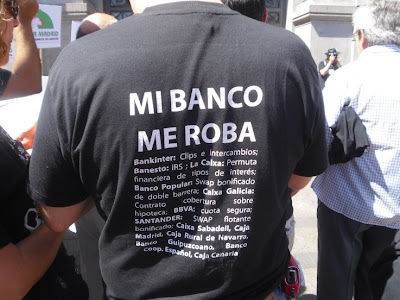 A MADRID
MI BANCO
ME ROBA
Bankinter: Clips e intercambios;
Banesto: IRS ; La Caixa: Permuta
financiera de tipos de interés;
Banco Popular: Swap bonificado
de doble barrera; Caixa Galicia:
Contrato cobertura sobre
hipoteca; BBVA; cuota segura;
SANTANDER: SWAP flotante
bonificado; Caixa Sabadell, Caja
Madrid, Caja Rural de Navarra,
Banco Guipuzcoano, Banco
coop. Español, Caja Canaria